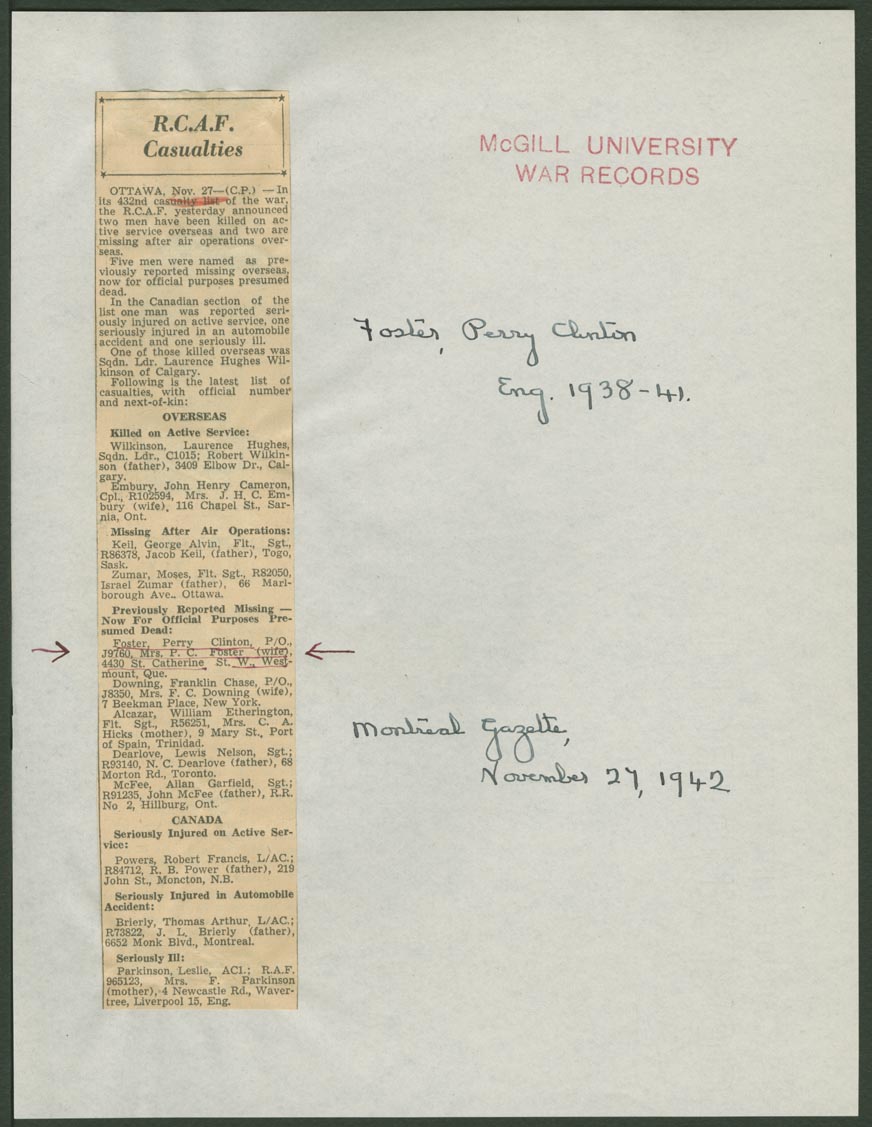 R.C.A.F.
Casualties
OTTAWA, Nov. 27—(C.P.) — In
its 432nd casualty list of the war,
the R.C.A.F. yesterday announced
two men have been killed on ac-
tive service overseas and two are
missing after air operations over-
seas.
Five men were named as pre-
viously reported missing overseas,
now for official purposes presumed
dead.
In the Canadian section of the
list one man was reported seri-
ously injured on active service, one
seriously injured in an automobile
accident and one seriously ill.
One of those killed overseas was
Sqdn. Ldr. Laurence Hughes Wil-
kinson of Calgary.
Following is the latest list of
casualties, with official number
and next-of-kin:
OVERSEAS
Killed on Active Service:
Wilkinson, Laurence Hughes,
Sqdn. Ldr., C1015; Robert Wilkin-
son (father), 3409 Elbow Dr., Cal-
gary.
Embury, John Henry Cameron,
Cpl., R102594, Mrs. J. H. C. Em-
bury (wife), 116 Chapel St., Sar-
nia, Ont.
Missing After Air Operations:
Keil, George Alvin, Flt., Sgt.,
R86378, Jacob Keil, (father), Togo,
Sask.
Zumar, Moses, Flt. Sgt., R82050,
Israel Zumar (father), 66 Marl-
borough Ave., Ottawa.
Previously Reported Missing —
Now For Official Purposes Pre-
sumed Dead:
Foster, Perry Clinton, P/O.,
J9760, Mrs. P. C. Foster (wife),
4430 St. Catherine St. W., West-
mount, Que.
Downing, Franklin Chase, P/O.,
J8350, Mrs. F. C. Downing (wife),
7 Beekman Place, New York.
Alcazar, William Etherington,
Flt. Sgt., R56251, Mrs. C. A.
Hicks (mother), 9 Mary St., Port
of Spain, Trinidad.
Dearlove, Lewis Nelson, Sgt.;
R93140, N. C. Dearlove (father), 68
Morton Rd., Toronto.
McFee, Allan Garfield, Sgt.;
R91235, John McFee (father), R.R.
No 2, Hillburg, Ont.
CANADA
Seriously Injured on Active Ser-
vice:
Powers, Robert Francis, L/AC.;
R84712, R. B. Power (father), 219
John St., Moncton, N.B.
Seriously Injured in Automobile
Accident:
Brierly, Thomas Arthur, L/AC.;
R73822, J. L. Brierly (father),
6652 Monk Blvd., Montreal.
Seriously Ill:
Parkinson, Leslie, AC1.; R.A.F.
965123, Mrs. F. Parkinson
(mother), 4 Newcastle Rd., Waver-
tree, Liverpool 15, Eng.
McGILL UNIVERSITY
WAR RECORDS
Foster, Perry Clinton
Eng. 1938-41.
Montreal Gazette,
November 27, 1942